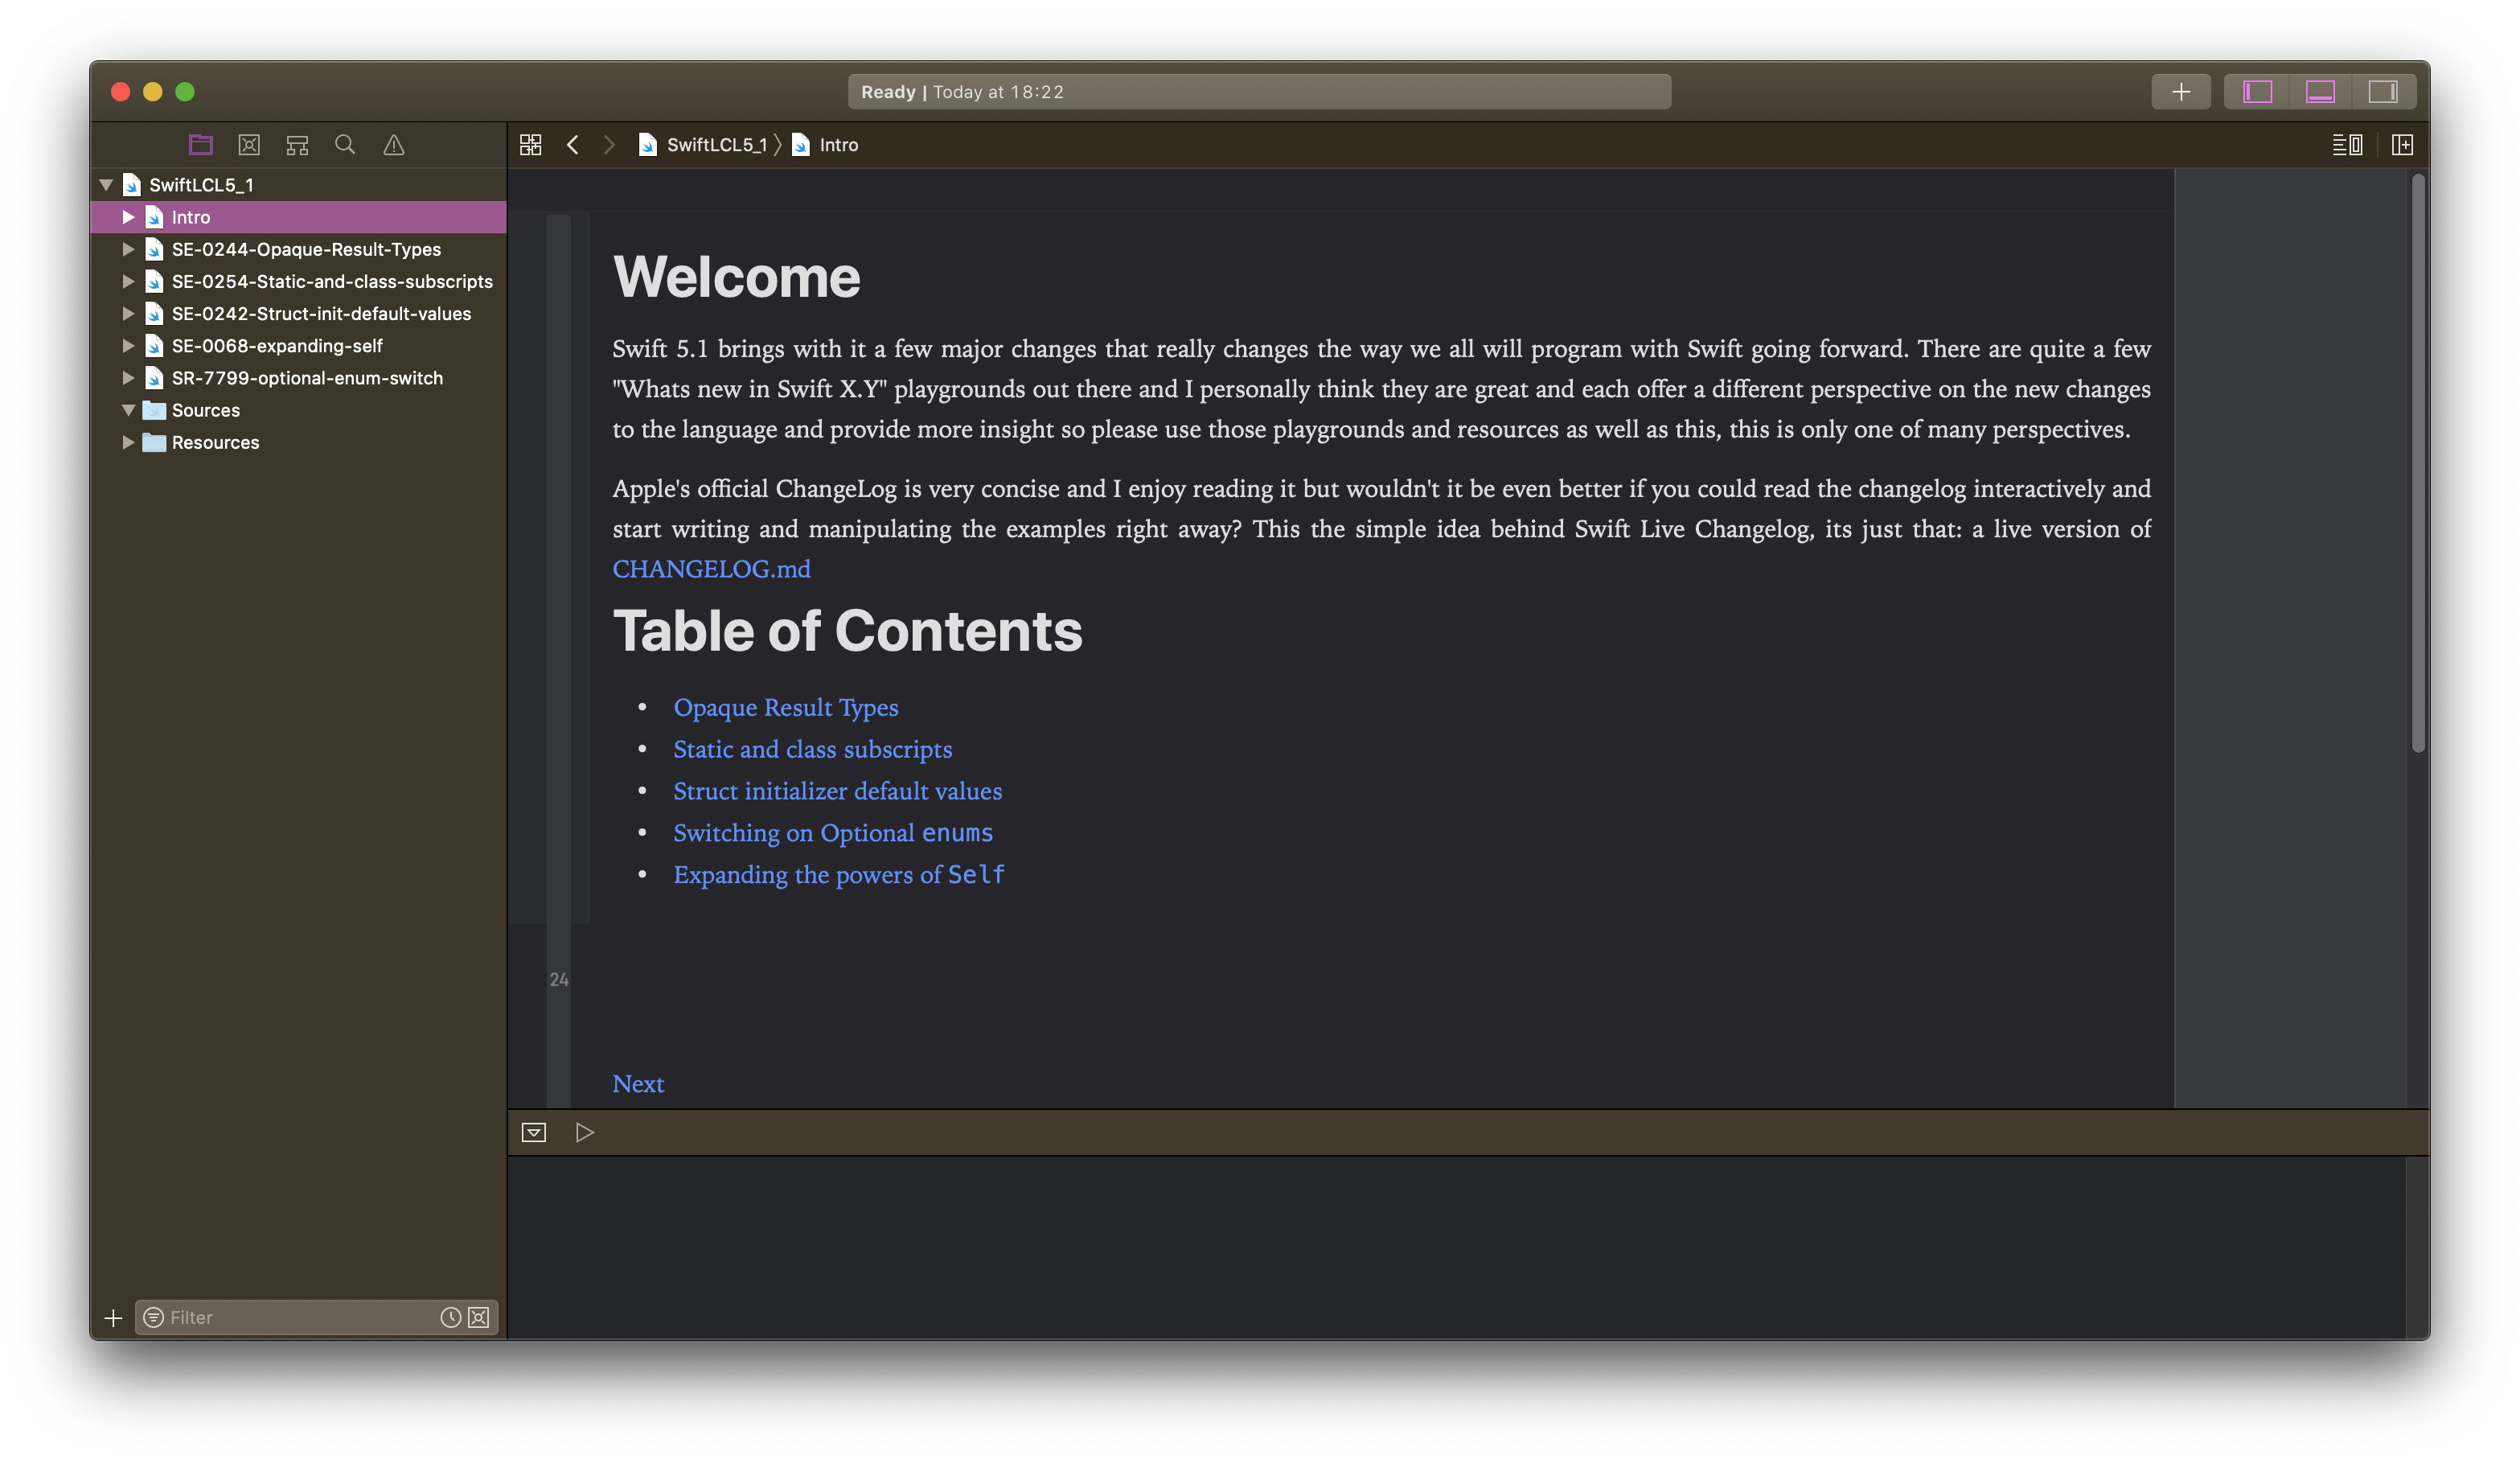 Ready | Today at 18:22
SwiftLCL5_1 〉 Intro
SwiftLCL5_1
Intro
SE-0244-Opaque-Result-Types
SE-0254-Static-and-class-subscripts
SE-0242-Struct-init-default-values
SE-0068-expanding-self
SR-7799-optional-enum-switch
Sources
Resources
Filter
Welcome
Swift 5.1 brings with it a few major changes that really changes the way we all will program with Swift going forward. There are quite a few
"Whats new in Swift X.Y" playgrounds out there and I personally think they are great and each offer a different perspective on the new changes
to the language and provide more insight so please use those playgrounds and resources as well as this, this is only one of many perspectives.
Apple's official ChangeLog is very concise and I enjoy reading it but wouldn't it be even better if you could read the changelog interactively and
start writing and manipulating the examples right away? This the simple idea behind Swift Live Changelog, its just that: a live version of
CHANGELOG.md
Table of Contents
• Opaque Result Types
• Static and class subscripts
• Struct initializer default values
• Switching on Optional enums
• Expanding the powers of Self
24
Next